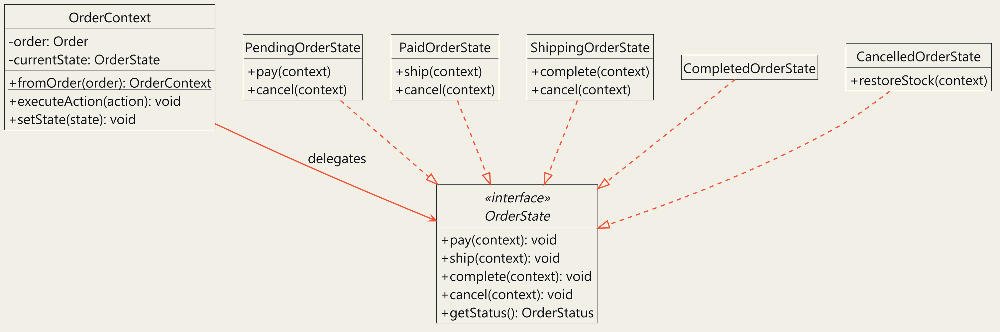 OrderContext
-order: Order
-currentState: OrderState
+fromOrder(order): OrderContext
+executeAction(action): void
+setState(state): void
PendingOrderState
+pay(context)
+cancel(context)
PaidOrderState
+ship(context)
+cancel(context)
ShippingOrderState
+complete(context)
+cancel(context)
CompletedOrderState
CancelledOrderState
+restoreStock(context)
delegates
«interface»
OrderState
+pay(context): void
+ship(context): void
+complete(context): void
+cancel(context): void
+getStatus(): OrderStatus